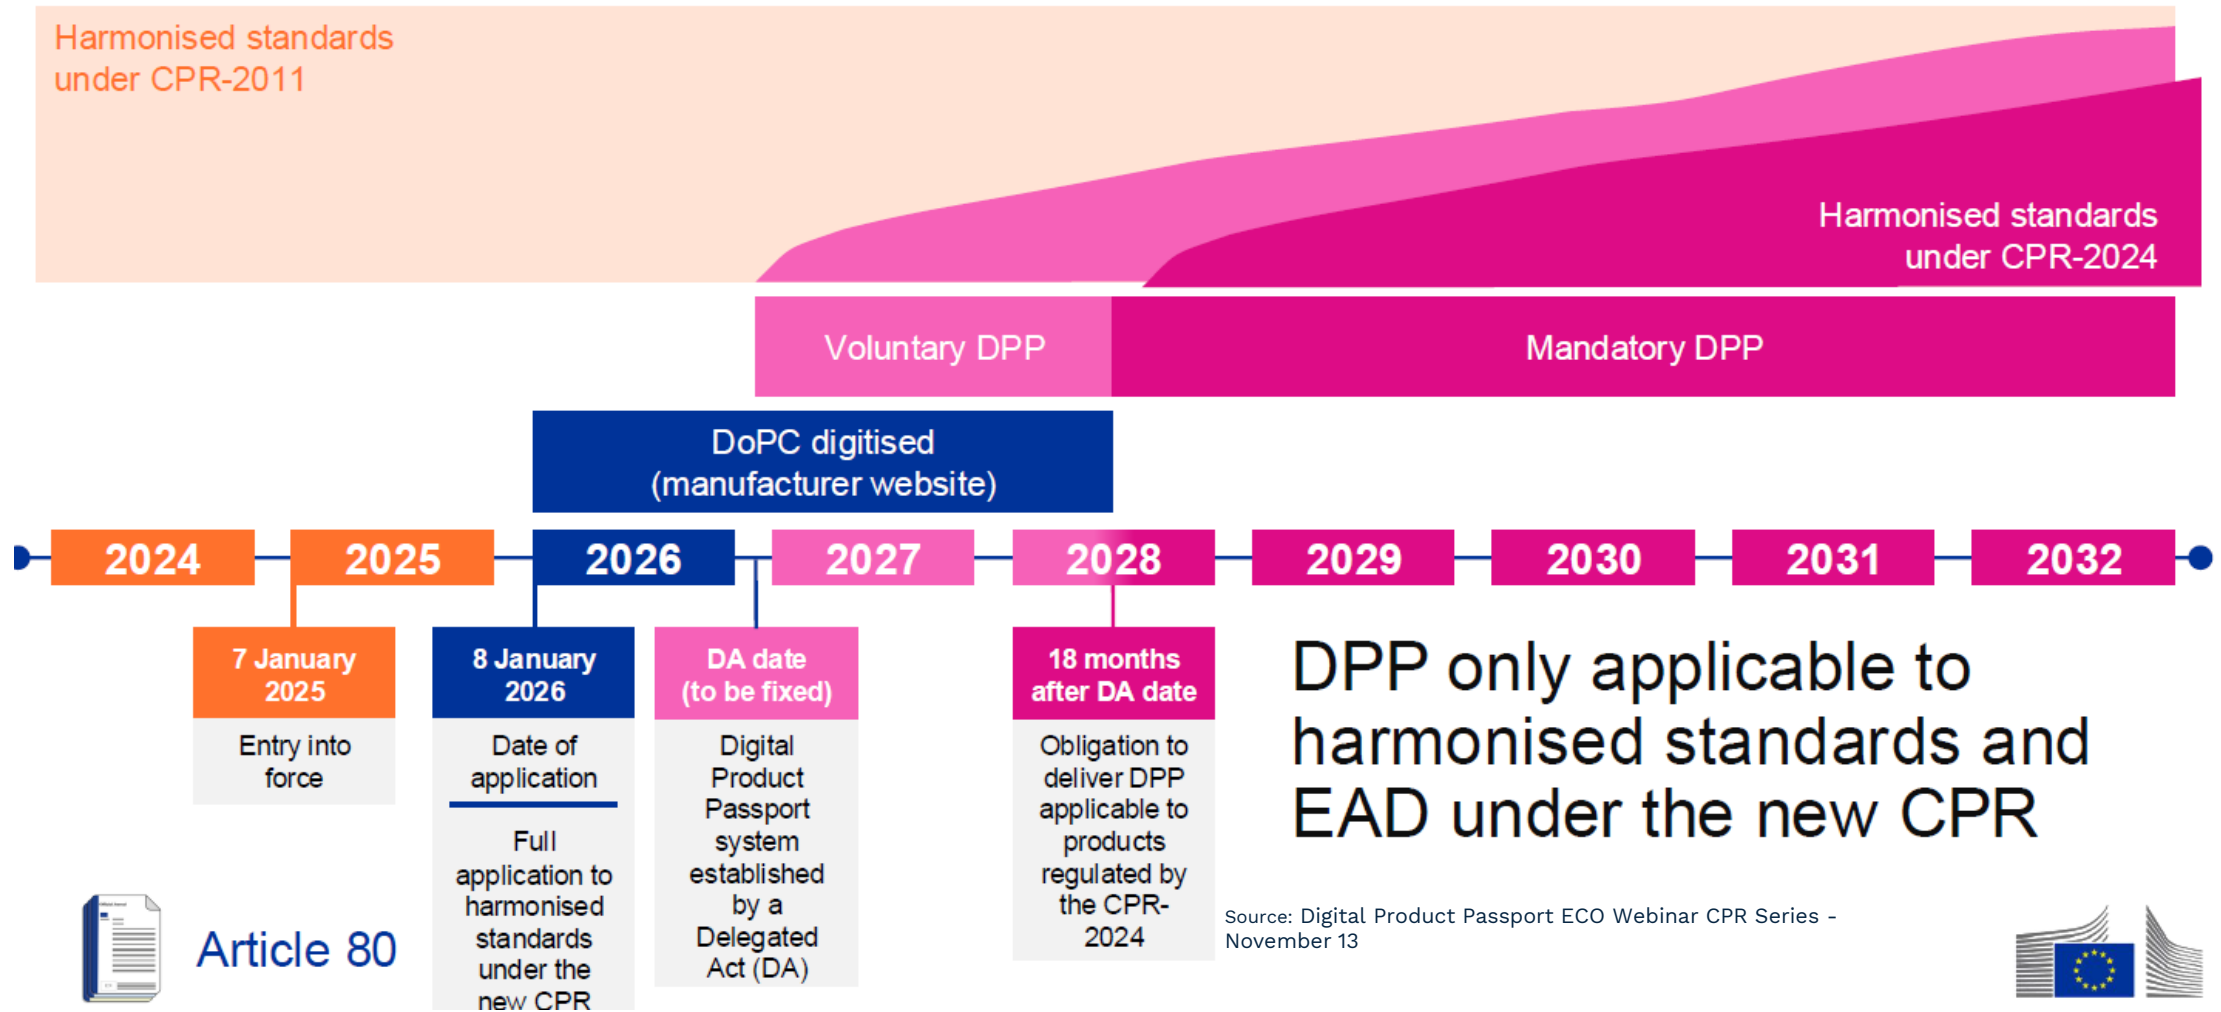 Harmonised standards
under CPR-2011
Harmonised standards
under CPR-2024
Voluntary DPP
Mandatory DPP
DoPC digitised
(manufacturer website)
2024
2025
2026
2027
2028
2029
2030
2031
2032
7 January
2025
Entry into
force
8 January
2026
Date of
application
Full
application to
harmonised
standards
under the
new CPR
DA date
(to be fixed)
Digital
Product
Passport
system
established
by a
Delegated
Act (DA)
18 months
after DA date
Obligation to
deliver DPP
applicable to
products
regulated by
the CPR-
2024
DPP only applicable to
harmonised standards and
EAD under the new CPR
Article 80
Source: Digital Product Passport ECO Webinar CPR Series -
November 13